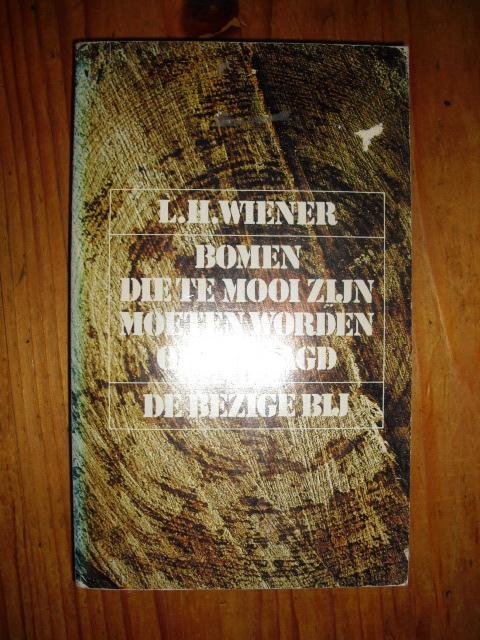 L.H. WIENER
BOMEN
DIE TE MOOI ZIJN
MOETEN WORDEN
DE BEZIGE BIJ